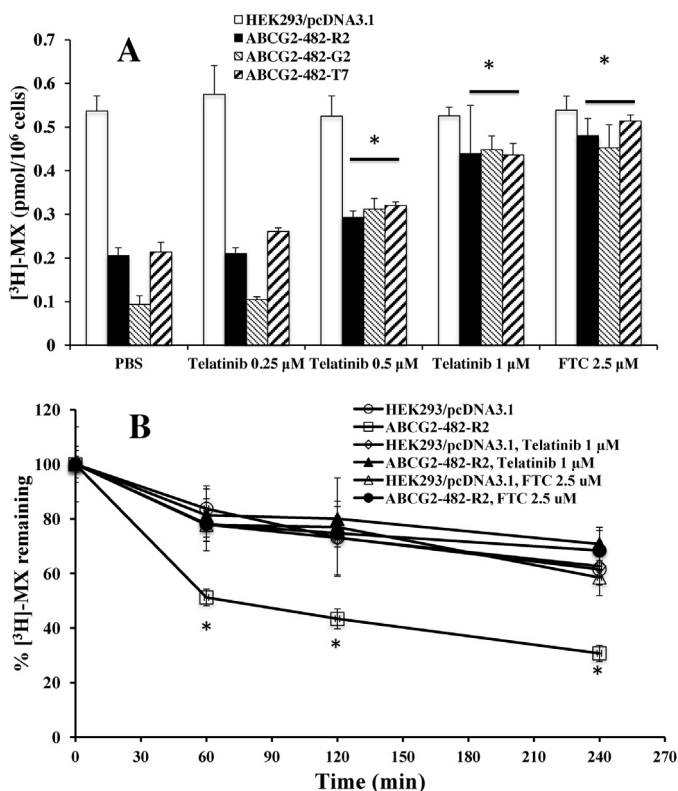 HEK293/pcDNA3.1
ABCG2-482-R2
ABCG2-482-G2
ABCG2-482-T7
A
[³H]-MX (pmol/10⁶ cells)
0.7
0.6
0.5
0.4
0.3
0.2
0.1
0
*
*
*
PBS Telatinib 0.25 µM Telatinib 0.5 µM Telatinib 1 µM FTC 2.5 µM
B
HEK293/pcDNA3.1
ABCG2-482-R2
HEK293/pcDNA3.1, Telatinib 1 µM
ABCG2-482-R2, Telatinib 1 µM
HEK293/pcDNA3.1, FTC 2.5 uM
ABCG2-482-R2, FTC 2.5 uM
% [³H]-MX remaining
120
100
80
60
40
20
0
*
*
*
0 30 60 90 120 150 180 210 240 270
Time (min)